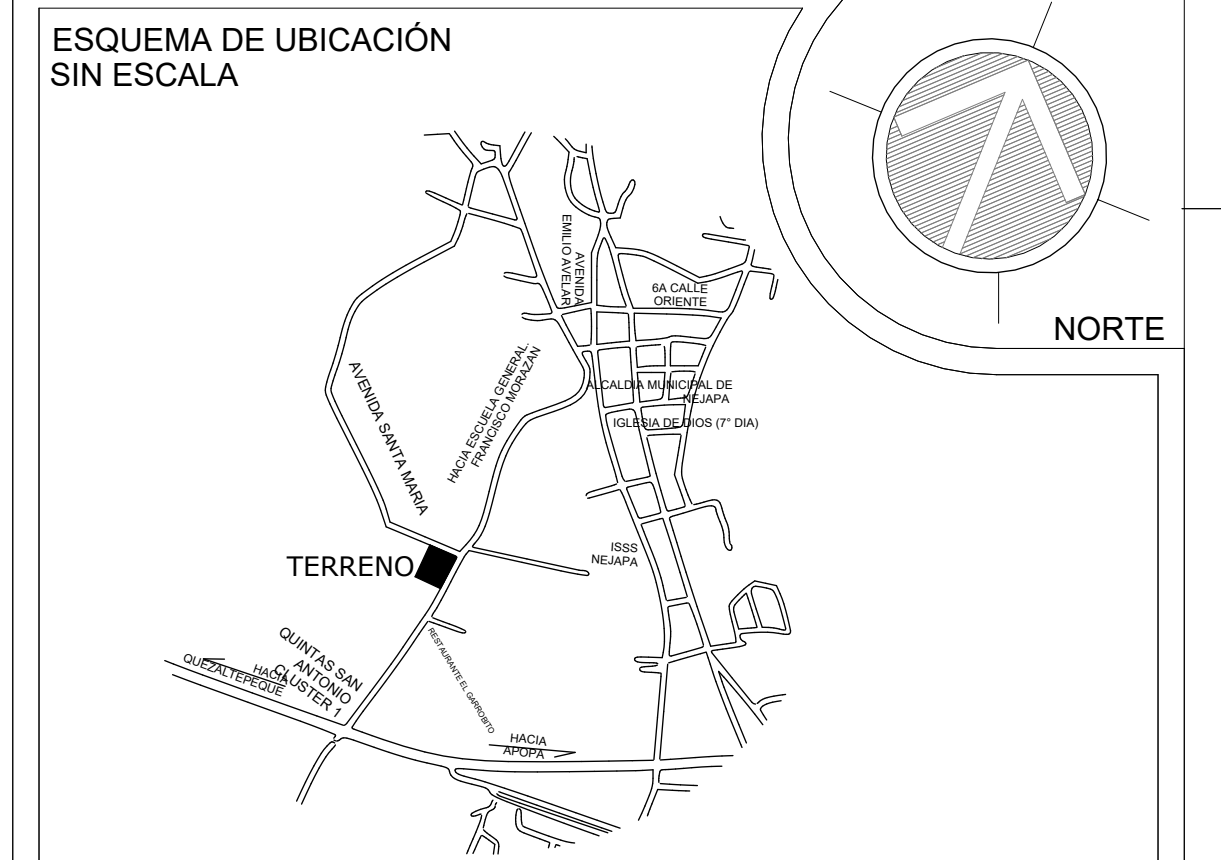 ESQUEMA DE UBICACIÓN
SIN ESCALA
NORTE
AVENIDA
EMILIO AVELAR
6A CALLE
ORIENTE
HACIA ESCUELA GENERAL.
FRANCISCO MORAZAN
AVENIDA SANTA MARIA
ALCALDIA MUNICIPAL DE
NEJAPA
IGLESIA DE DIOS (7° DIA)
ISSS
NEJAPA
TERRENO
QUINTAS SAN
ANTONIO
CLUSTER 1
HACIA
QUEZALTEPEQUE
RESTAURANTE EL GARROBITO
HACIA
APOPA